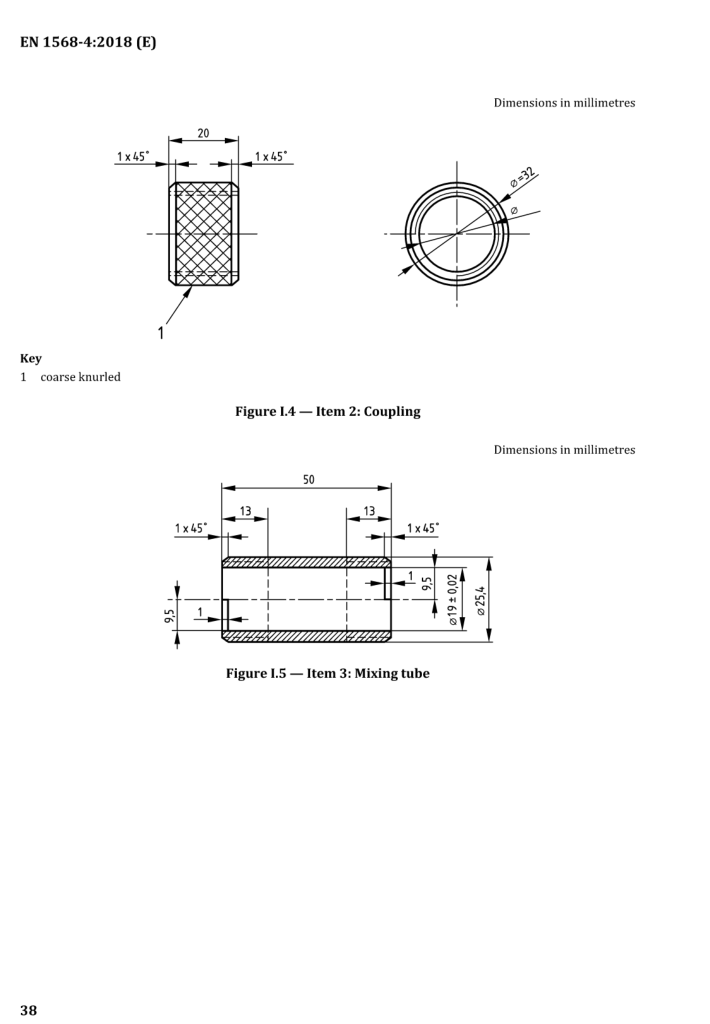 EN 1568-4:2018 (E)
Dimensions in millimetres
20
1 x 45˚
1 x 45˚
⌀=32
⌀
1
Key
1 coarse knurled
Figure I.4 — Item 2: Coupling
Dimensions in millimetres
50
13
13
1 x 45˚
1 x 45˚
1
9,5
⌀19 ± 0,02
⌀25,4
9,5
1
Figure I.5 — Item 3: Mixing tube
38